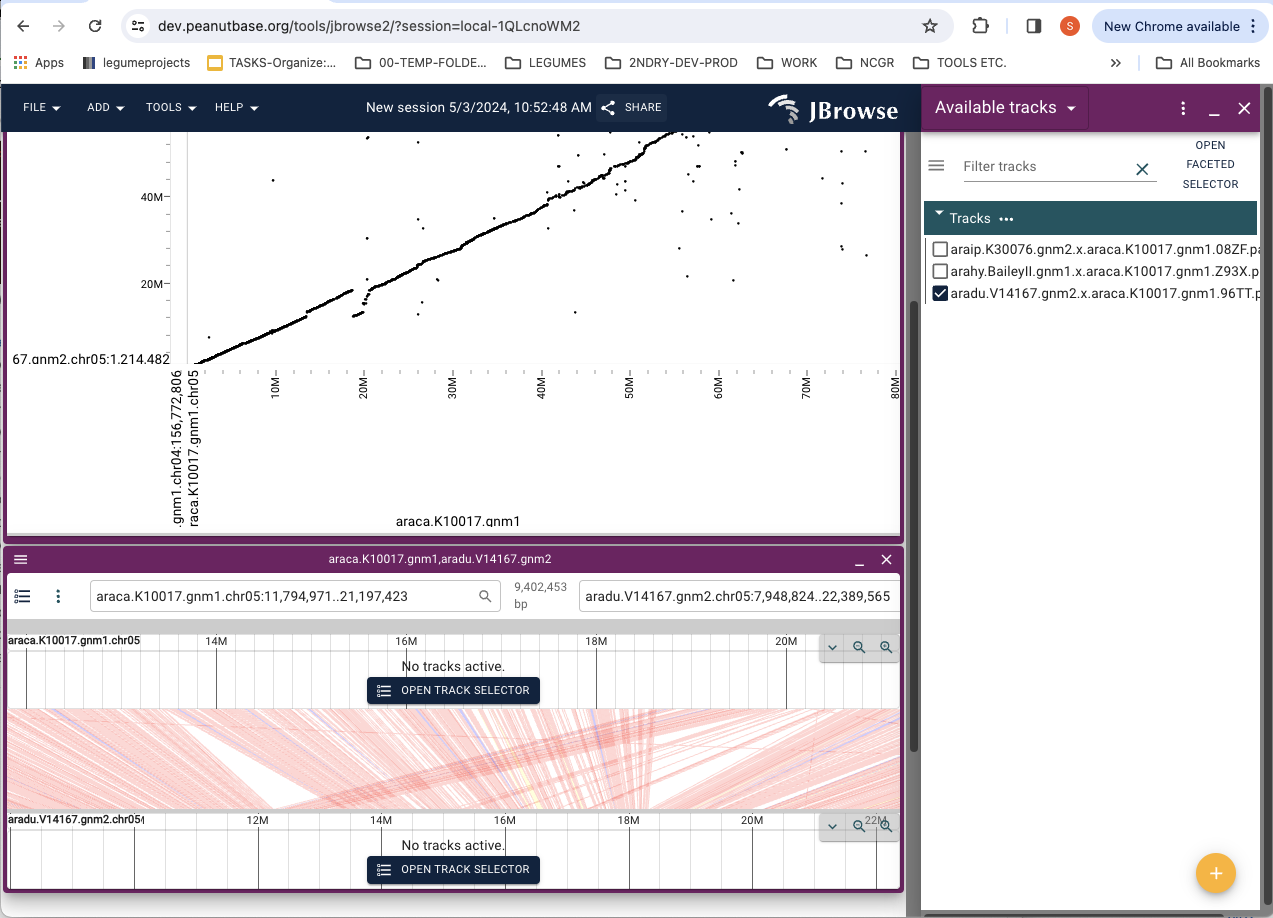 dev.peanutbase.org/tools/jbrowse2/?session=local-1QLcnoWM2
S
New Chrome available
Apps
legumeprojects
TASKS-Organize:...
00-TEMP-FOLDE...
LEGUMES
2NDRY-DEV-PROD
WORK
NCGR
TOOLS ETC.
»
All Bookmarks
FILE
ADD
TOOLS
HELP
New session 5/3/2024, 10:52:48 AM
SHARE
JBrowse
Available tracks
Filter tracks
OPEN
FACETED
SELECTOR
Tracks
araip.K30076.gnm2.x.araca.K10017.gnm1.08ZF.pa
arahy.BaileyII.gnm1.x.araca.K10017.gnm1.Z93X.p
aradu.V14167.gnm2.x.araca.K10017.gnm1.96TT.p
40M
20M
67.gnm2.chr05:1,214,482
.gnm1.chr04:156,772,806
raca.K10017.gnm1.chr05
10M
20M
30M
40M
50M
60M
70M
80M
araca.K10017.gnm1
araca.K10017.gnm1,aradu.V14167.gnm2
araca.K10017.gnm1.chr05:11,794,971..21,197,423
9,402,453
bp
aradu.V14167.gnm2.chr05:7,948,824..22,389,565
araca.K10017.gnm1.chr05
14M
16M
18M
20M
No tracks active.
OPEN TRACK SELECTOR
aradu.V14167.gnm2.chr05
12M
14M
16M
18M
20M
22M
No tracks active.
OPEN TRACK SELECTOR